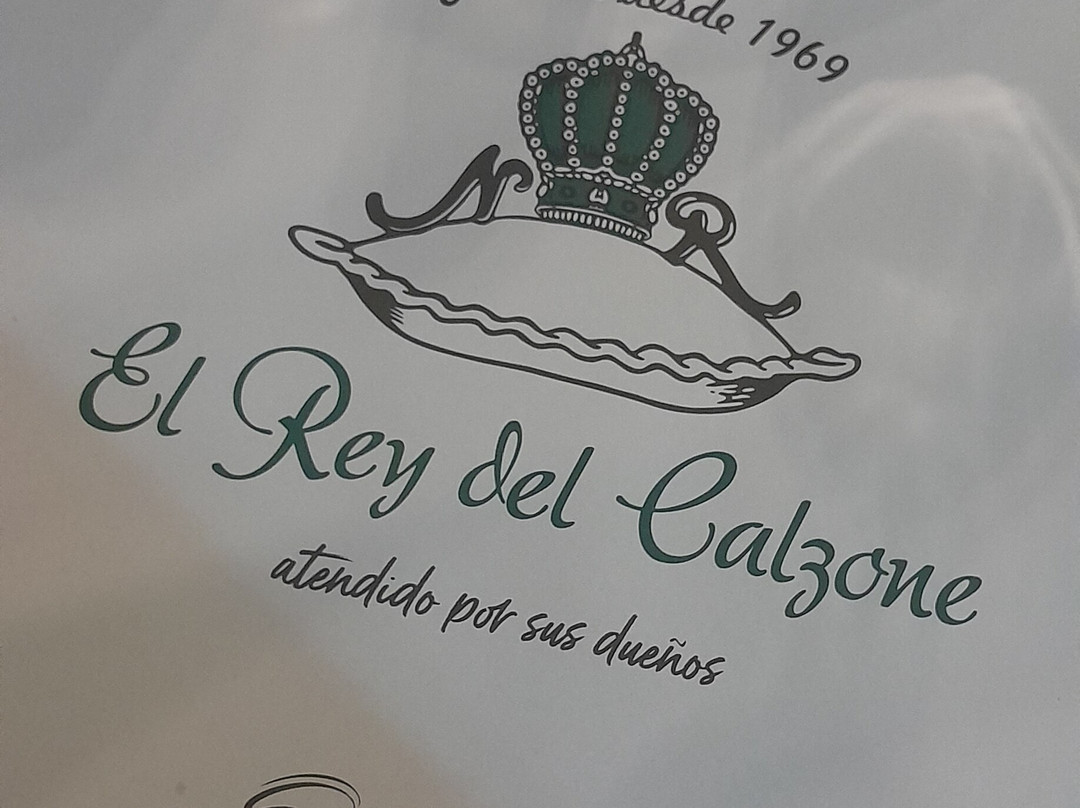 desde 1969
N R
El Rey del Calzone
atendido por sus dueños